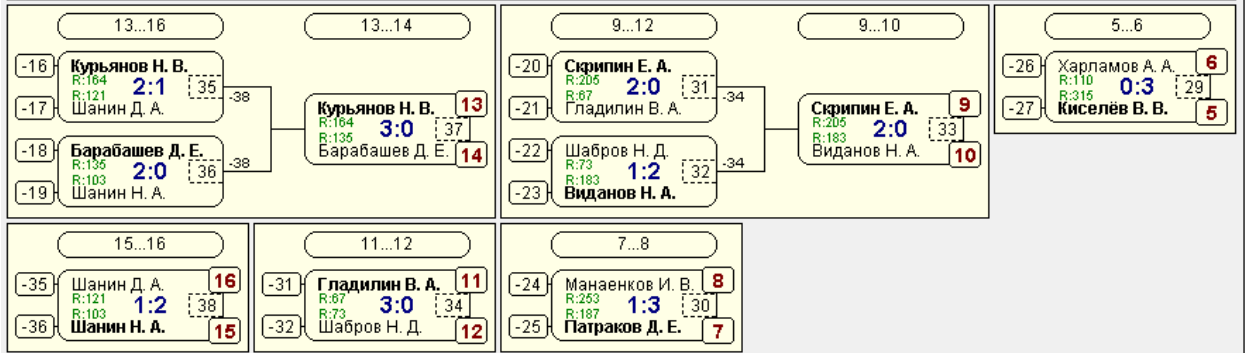 13...16
13...14
-16
Курьянов Н. В.
R:164
2:1
R:121
35
-17
Шанин Д. А.
-38
-18
Барабашев Д. Е.
R:135
2:0
R:103
36
-19
Шанин Н. А.
-38
Курьянов Н. В.
13
R:164
3:0
R:135
37
Барабашев Д. Е.
14
9...12
9...10
-20
Скрипин Е. А.
R:205
2:0
R:67
31
-21
Гладилин В. А.
-34
-22
Шабров Н. Д.
R:73
1:2
R:183
32
-23
Виданов Н. А.
-34
Скрипин Е. А.
9
R:205
2:0
R:183
33
Виданов Н. А.
10
5...6
-26
Харламов А. А.
6
R:110
0:3
R:315
29
-27
Киселёв В. В.
5
15...16
-35
Шанин Д. А.
16
R:121
1:2
R:103
38
-36
Шанин Н. А.
15
11...12
-31
Гладилин В. А.
11
R:67
3:0
R:73
34
-32
Шабров Н. Д.
12
7...8
-24
Манаенков И. В.
8
R:253
1:3
R:187
30
-25
Патраков Д. Е.
7